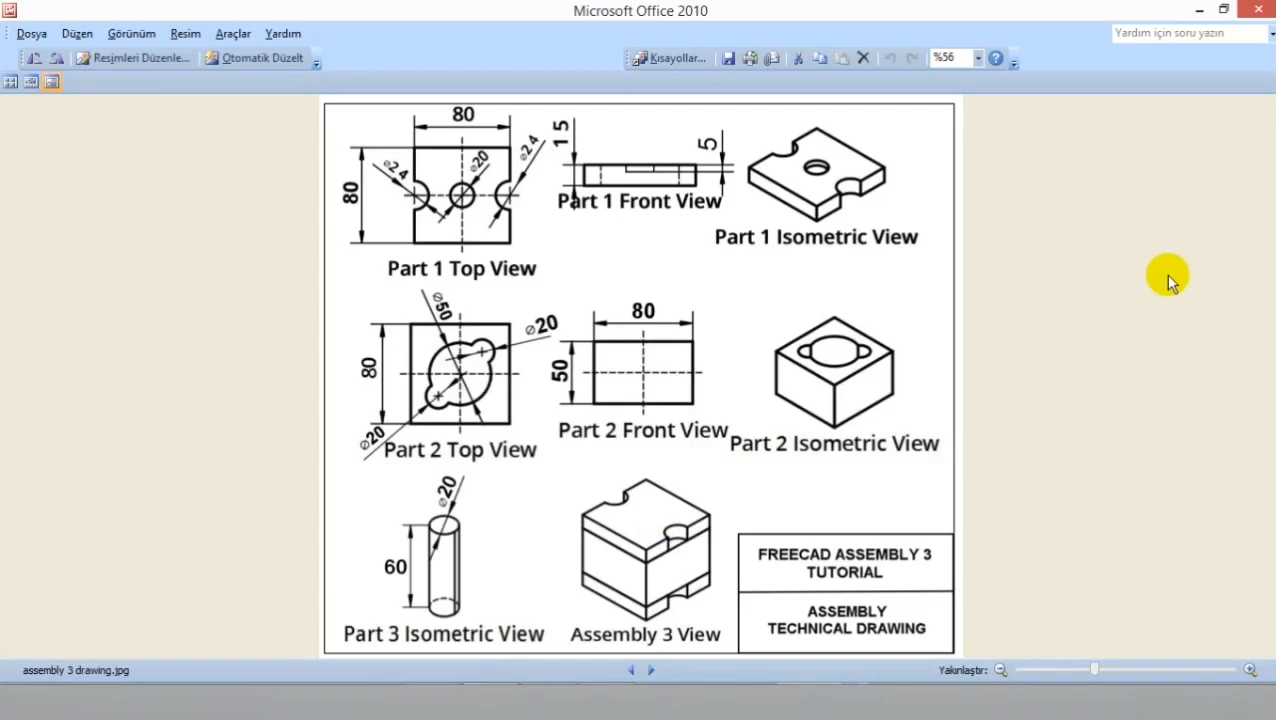 Microsoft Office 2010
Dosya Düzen Görünüm Resim Araçlar Yardım
Yardım için soru yazın
Resimleri Düzenle... Otomatik Düzelt
Kısayollar... %56
80
80
⌀24
⌀20
⌀24
Part 1 Top View
15
5
Part 1 Front View
Part 1 Isometric View
⌀50
⌀20
80
⌀20
Part 2 Top View
80
50
Part 2 Front View
Part 2 Isometric View
⌀20
60
Part 3 Isometric View
Assembly 3 View
FREECAD ASSEMBLY 3
TUTORIAL
ASSEMBLY
TECHNICAL DRAWING
assembly 3 drawing.jpg
Yakınlaştır: